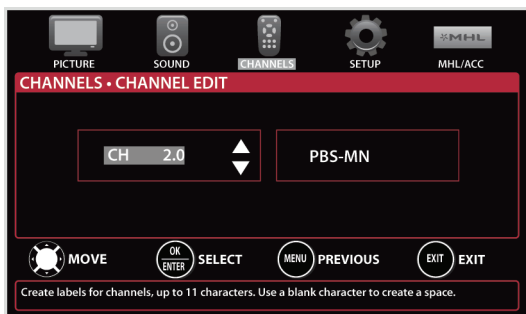 MHL
PICTURE SOUND CHANNELS SETUP MHL/ACC
CHANNELS • CHANNEL EDIT
CH 2.0 PBS-MN
MOVE OK ENTER SELECT MENU PREVIOUS EXIT EXIT
Create labels for channels, up to 11 characters. Use a blank character to create a space.